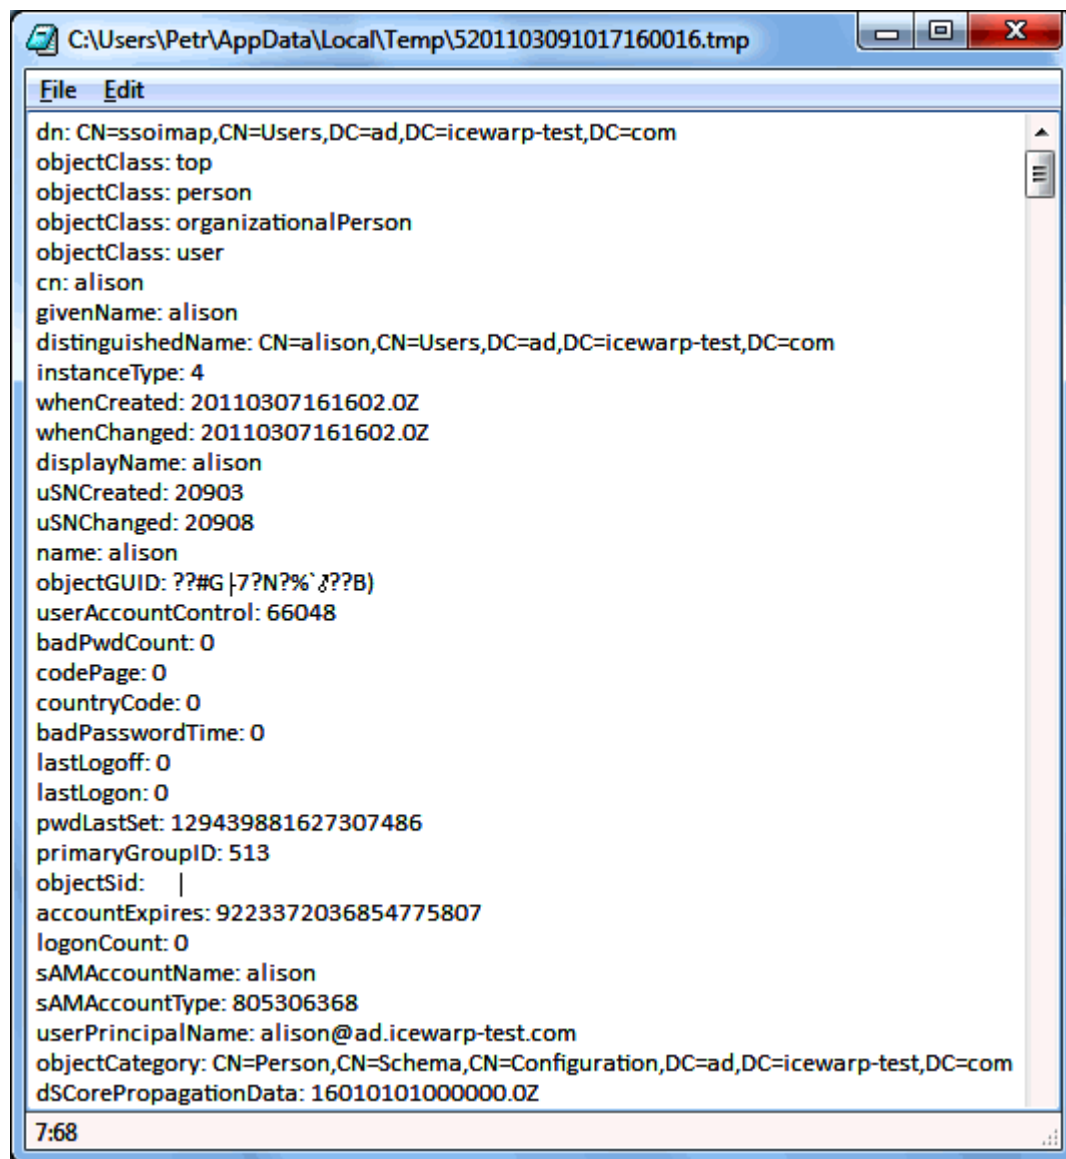 C:\Users\Petr\AppData\Local\Temp\5201103091017160016.tmp
File Edit
dn: CN=ssoimap,CN=Users,DC=ad,DC=icewarp-test,DC=com
objectClass: top
objectClass: person
objectClass: organizationalPerson
objectClass: user
cn: alison
givenName: alison
distinguishedName: CN=alison,CN=Users,DC=ad,DC=icewarp-test,DC=com
instanceType: 4
whenCreated: 20110307161602.0Z
whenChanged: 20110307161602.0Z
displayName: alison
uSNCreated: 20903
uSNChanged: 20908
name: alison
objectGUID:
userAccountControl: 66048
badPwdCount: 0
codePage: 0
countryCode: 0
badPasswordTime: 0
lastLogoff: 0
lastLogon: 0
pwdLastSet: 129439881627307486
primaryGroupID: 513
objectSid:
accountExpires: 9223372036854775807
logonCount: 0
sAMAccountName: alison
sAMAccountType: 805306368
userPrincipalName: alison@ad.icewarp-test.com
objectCategory: CN=Person,CN=Schema,CN=Configuration,DC=ad,DC=icewarp-test,DC=com
dSCorePropagationData: 16010101000000.0Z
7:68